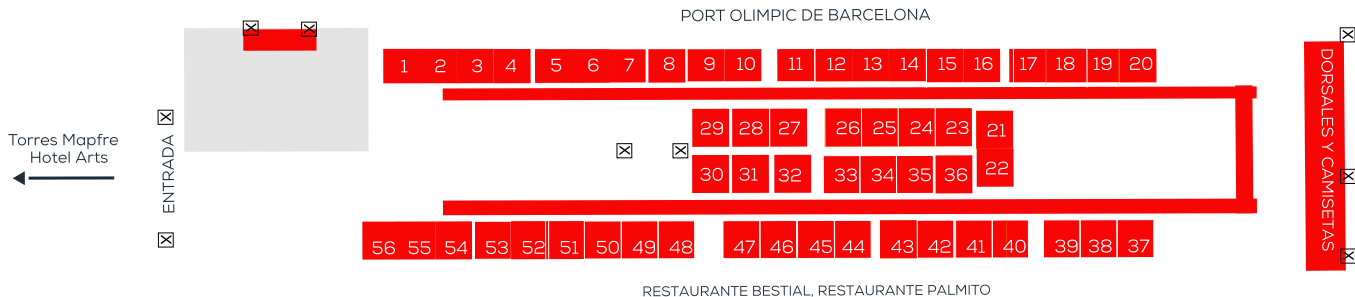 PORT OLIMPIC DE BARCELONA
1 2 3 4 5 6 7 8 9 10 11 12 13 14 15 16 17 18 19 20
Torres Mapfre
Hotel Arts
ENTRADA
29 28 27 26 25 24 23 21
30 31 32 33 34 35 36 22
DORSALES Y CAMISETAS
56 55 54 53 52 51 50 49 48 47 46 45 44 43 42 41 40 39 38 37
RESTAURANTE BESTIAL, RESTAURANTE PALMITO